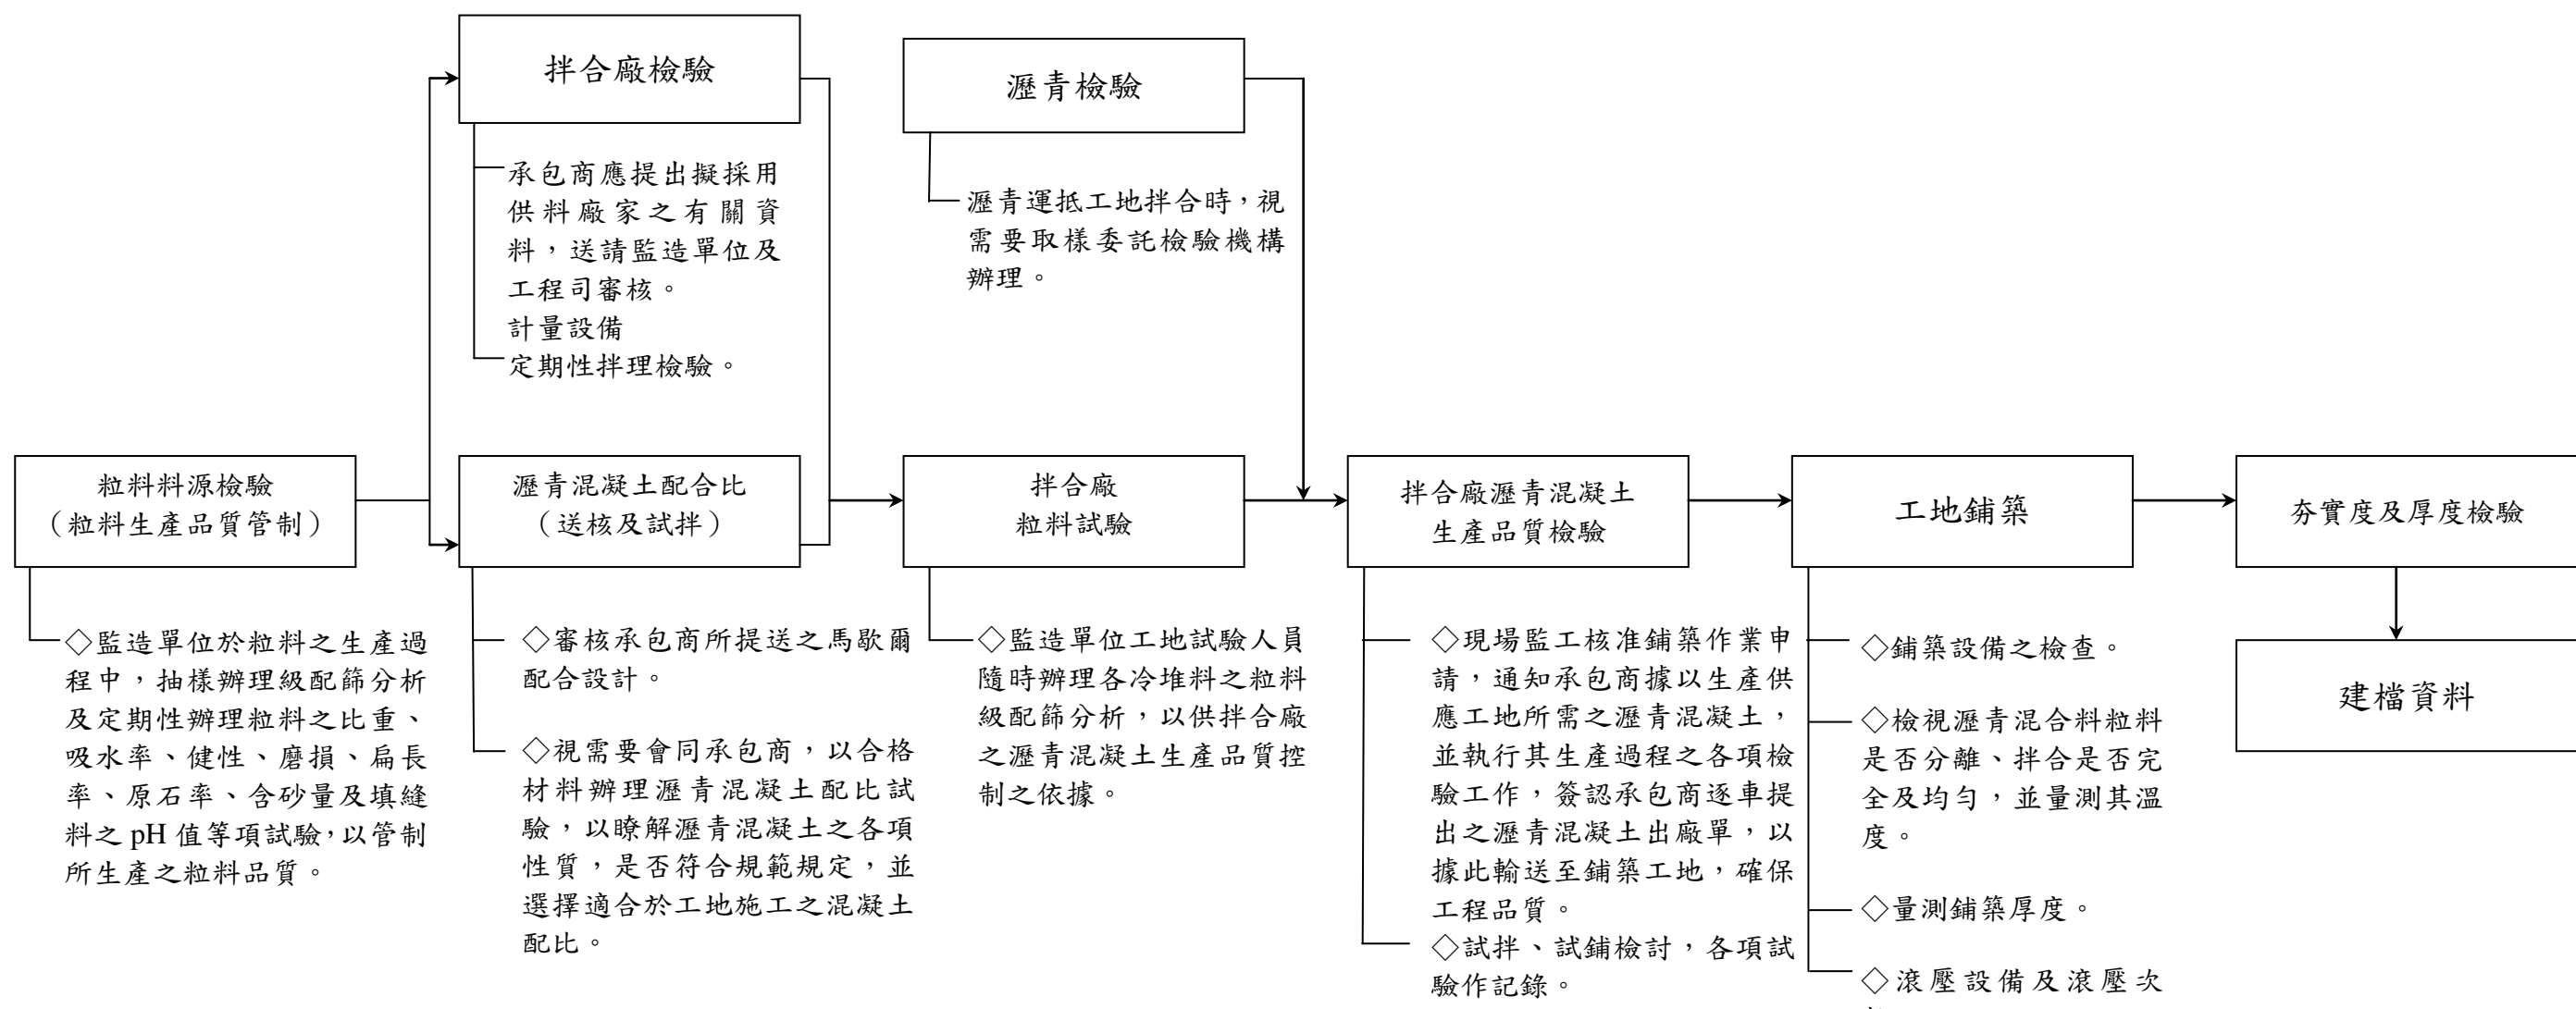 拌合廠檢驗
承包商應提出擬採用
供料廠家之有關資
料，送請監造單位及
工程司審核。
計量設備
定期性拌理檢驗。
瀝青檢驗
瀝青運抵工地拌合時，視
需要取樣委託檢驗機構
辦理。
粒料料源檢驗
（粒料生產品質管制）
◇監造單位於粒料之生產過
程中，抽樣辦理級配篩分析
及定期性辦理粒料之比重、
吸水率、健性、磨損、扁長
率、原石率、含砂量及填縫
料之 pH 值等項試驗，以管制
所生產之粒料品質。
瀝青混凝土配合比
（送核及試拌）
◇審核承包商所提送之馬歇爾
配合設計。
◇視需要會同承包商，以合格
材料辦理瀝青混凝土配比試
驗，以瞭解瀝青混凝土之各項
性質，是否符合規範規定，並
選擇適合於工地施工之混凝土
配比。
拌合廠
粒料試驗
◇監造單位工地試驗人員
隨時辦理各冷堆料之粒料
級配篩分析，以供拌合廠
之瀝青混凝土生產品質控
制之依據。
拌合廠瀝青混凝土
生產品質檢驗
◇現場監工核准鋪築作業申
請，通知承包商據以生產供
應工地所需之瀝青混凝土，
並執行其生產過程之各項檢
驗工作，簽認承包商逐車提
出之瀝青混凝土出廠單，以
據此輸送至鋪築工地，確保
工程品質。
◇試拌、試鋪檢討，各項試
驗作記錄。
工地鋪築
◇鋪築設備之檢查。
◇檢視瀝青混合料粒料
是否分離、拌合是否完
全及均勻，並量測其溫
度。
◇量測鋪築厚度。
◇滾壓設備及滾壓次
夯實度及厚度檢驗
建檔資料